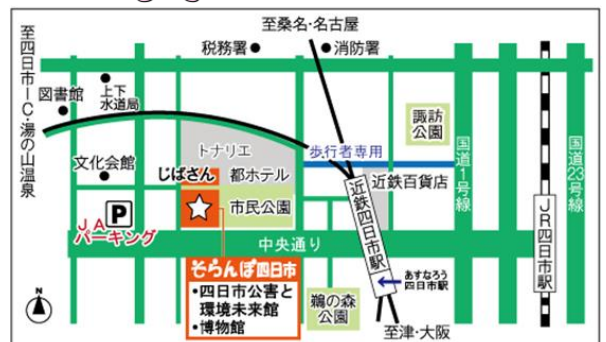 至桑名・名古屋
税務署
消防署
至四日市IC・湯の山温泉
図書館
上下
水道局
諏訪
公園
国道1号線
国道23号線
トナリエ
歩行者専用
文化会館
じばさん
都ホテル
近鉄百貨店
市民公園
P
JA
パーキング
近鉄四日市駅
JR四日市駅
中央通り
そらんぽ四日市
・四日市公害と
環境未来館
・博物館
鵜の森
公園
あすなろう
四日市駅
N
至津・大阪